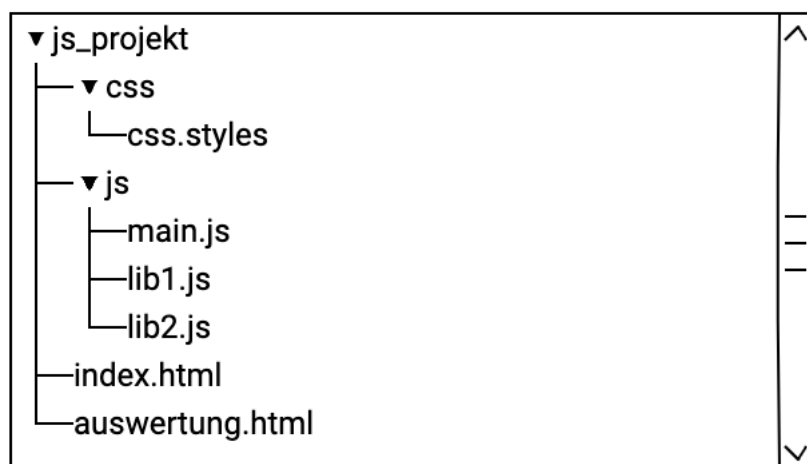 js_projekt
css
css.styles
js
main.js
lib1.js
lib2.js
index.html
auswertung.html